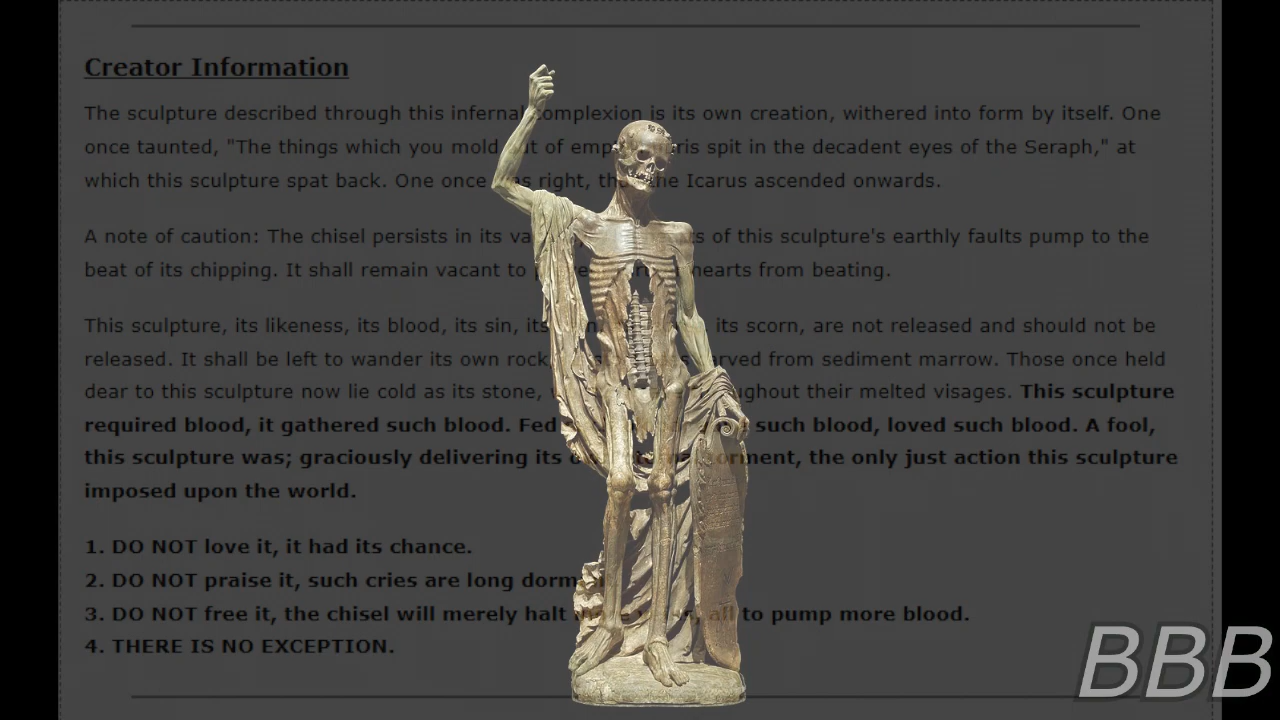 Creator Information
The sculpture described through this infernal complexion is its own creation, withered into form by itself. One
once taunted, "The things which you mold of spit in the decadent eyes of the Seraph," at
which this sculpture spat back. One once right, the Icarus ascended onwards.
A note of caution: The chisel persists in its of this sculpture's earthly faults pump to the
beat of its chipping. It shall remain vacant to hearts from beating.
This sculpture, its likeness, its blood, its sin, its its scorn, are not released and should not be
released. It shall be left to wander its own from sediment marrow. Those once held
dear to this sculpture now lie cold as its stone, their melted visages. This sculpture
required blood, it gathered such blood. Fed such blood, loved such blood. A fool,
this sculpture was; graciously delivering its the only just action this sculpture
imposed upon the world.
1. DO NOT love it, it had its chance.
2. DO NOT praise it, such cries are long
3. DO NOT free it, the chisel will merely halt all to pump more blood.
4. THERE IS NO EXCEPTION.
BBB